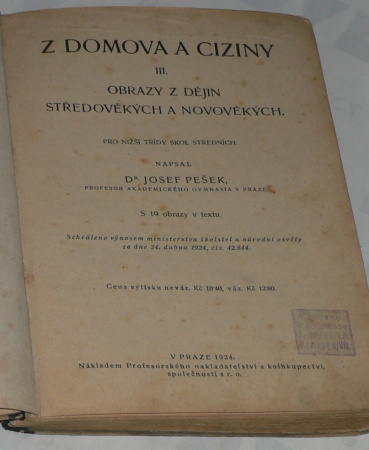 Z DOMOVA A CIZINY
III.
OBRAZY Z DĚJIN
STŘEDOVĚKÝCH A NOVOVĚKÝCH.
PRO NIŽŠÍ TŘÍDY ŠKOL STŘEDNÍCH.
NAPSAL
DR. JOSEF PEŠEK,
PROFESOR AKADEMICKÉHO GYMNASIA V PRAZE
S 19 obrazy v textu.
Schváleno výnosem ministerstva školství a národní osvěty
ze dne 24. dubna 1924, čís. 42.844.
Cena výtisku neváz. Kč 10·40, váz. Kč 12·90.
V PRAZE 1924.
Nákladem Profesorského nakladatelství a knihkupectví,
společnosti s r. o.